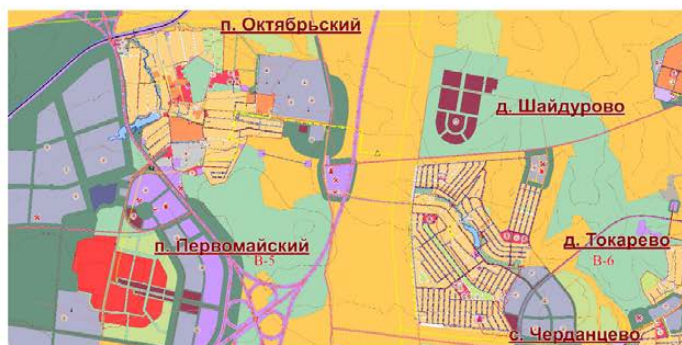 п. Октябрьский
д. Шайдурово
п. Первомайский
д. Токарево
В-5
В-6
с. Черданцево